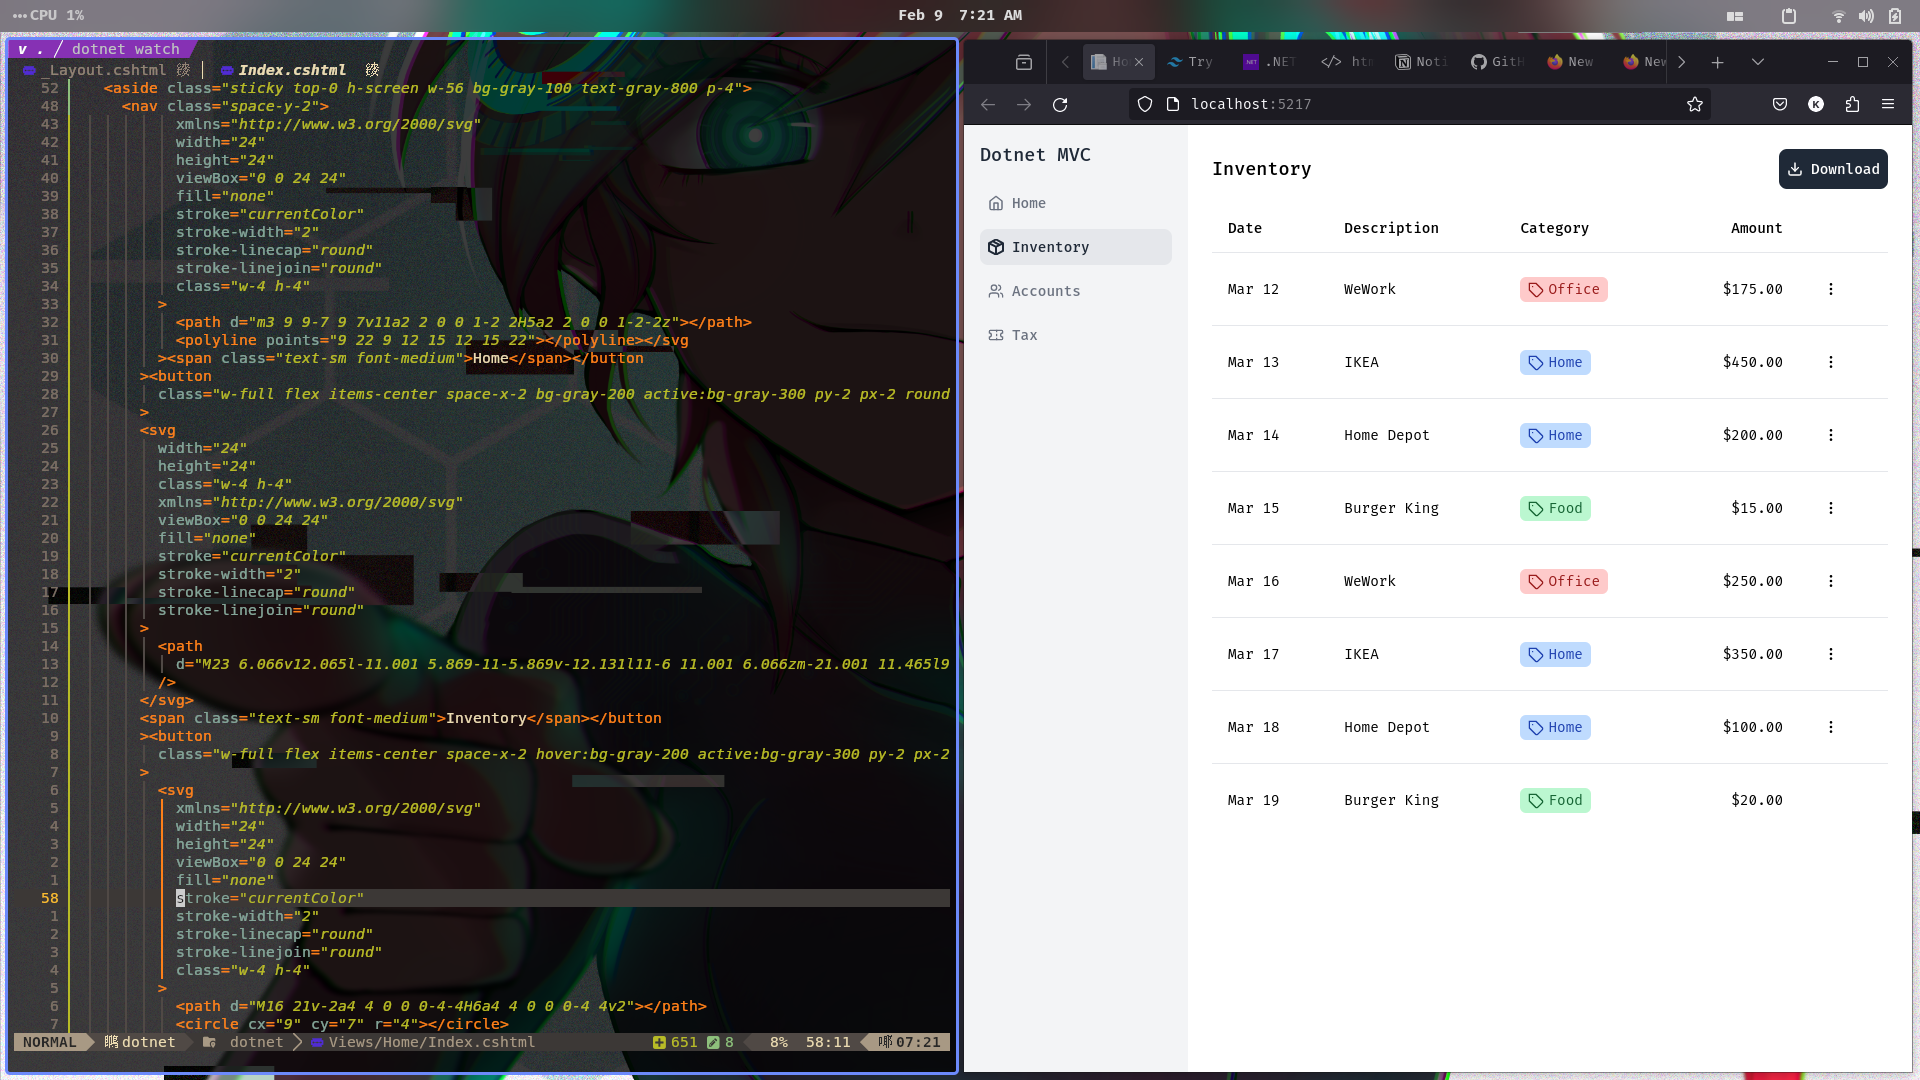 CPU 1%
Feb 9 7:21 AM
v . / dotnet watch
_Layout.cshtml
Index.cshtml
52 <aside class="sticky top-0 h-screen w-56 bg-gray-100 text-gray-800 p-4">
48 <nav class="space-y-2">
43 xmlns="http://www.w3.org/2000/svg"
42 width="24"
41 height="24"
40 viewBox="0 0 24 24"
39 fill="none"
38 stroke="currentColor"
37 stroke-width="2"
36 stroke-linecap="round"
35 stroke-linejoin="round"
34 class="w-4 h-4"
33 >
32 <path d="m3 9 9-7 9 7v11a2 2 0 0 1-2 2H5a2 2 0 0 1-2-2z"></path>
31 <polyline points="9 22 9 12 15 12 15 22"></polyline></svg
30 ><span class="text-sm font-medium">Home</span></button
29 ><button
28 class="w-full flex items-center space-x-2 bg-gray-200 active:bg-gray-300 py-2 px-2 round
27 >
26 <svg
25 width="24"
24 height="24"
23 class="w-4 h-4"
22 xmlns="http://www.w3.org/2000/svg"
21 viewBox="0 0 24 24"
20 fill="none"
19 stroke="currentColor"
18 stroke-width="2"
17 stroke-linecap="round"
16 stroke-linejoin="round"
15 >
14 <path
13 d="M23 6.066v12.065l-11.001 5.869-11-5.869v-12.131l11-6 11.001 6.066zm-21.001 11.465l9
12 />
11 </svg>
10 <span class="text-sm font-medium">Inventory</span></button
9 ><button
8 class="w-full flex items-center space-x-2 hover:bg-gray-200 active:bg-gray-300 py-2 px-2
7 >
6 <svg
5 xmlns="http://www.w3.org/2000/svg"
4 width="24"
3 height="24"
2 viewBox="0 0 24 24"
1 fill="none"
58 stroke="currentColor"
1 stroke-width="2"
2 stroke-linecap="round"
3 stroke-linejoin="round"
4 class="w-4 h-4"
5 >
6 <path d="M16 21v-2a4 4 0 0 0-4-4H6a4 4 0 0 0-4 4v2"></path>
7 <circle cx="9" cy="7" r="4"></circle>
NORMAL dotnet dotnet Views/Home/Index.cshtml 651 8 8% 58:11 07:21
Ho Try .NET </> htm Noti GitH New New
localhost:5217
K
Dotnet MVC
Home
Inventory
Accounts
Tax
Inventory
Download
Date Description Category Amount
Mar 12 WeWork Office $175.00
Mar 13 IKEA Home $450.00
Mar 14 Home Depot Home $200.00
Mar 15 Burger King Food $15.00
Mar 16 WeWork Office $250.00
Mar 17 IKEA Home $350.00
Mar 18 Home Depot Home $100.00
Mar 19 Burger King Food $20.00